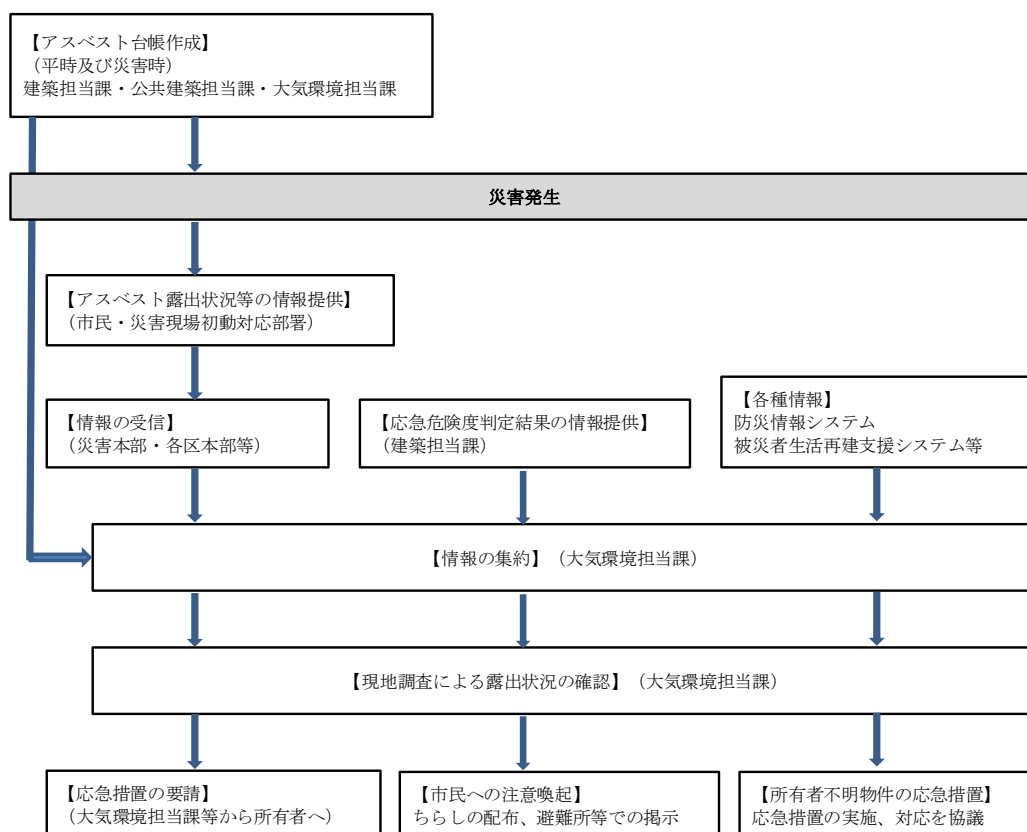 【アスベスト台帳作成】
（平時及び災害時）
建築担当課・公共建築担当課・大気環境担当課
災害発生
【アスベスト露出状況等の情報提供】
（市民・災害現場初動対応部署）
【情報の受信】
（災害本部・各区本部等）
【応急危険度判定結果の情報提供】
（建築担当課）
【各種情報】
防災情報システム
被災者生活再建支援システム等
【情報の集約】（大気環境担当課）
【現地調査による露出状況の確認】（大気環境担当課）
【応急措置の要請】
（大気環境担当課等から所有者へ）
【市民への注意喚起】
ちらしの配布、避難所等での掲示
【所有者不明物件の応急措置】
応急措置の実施、対応を協議